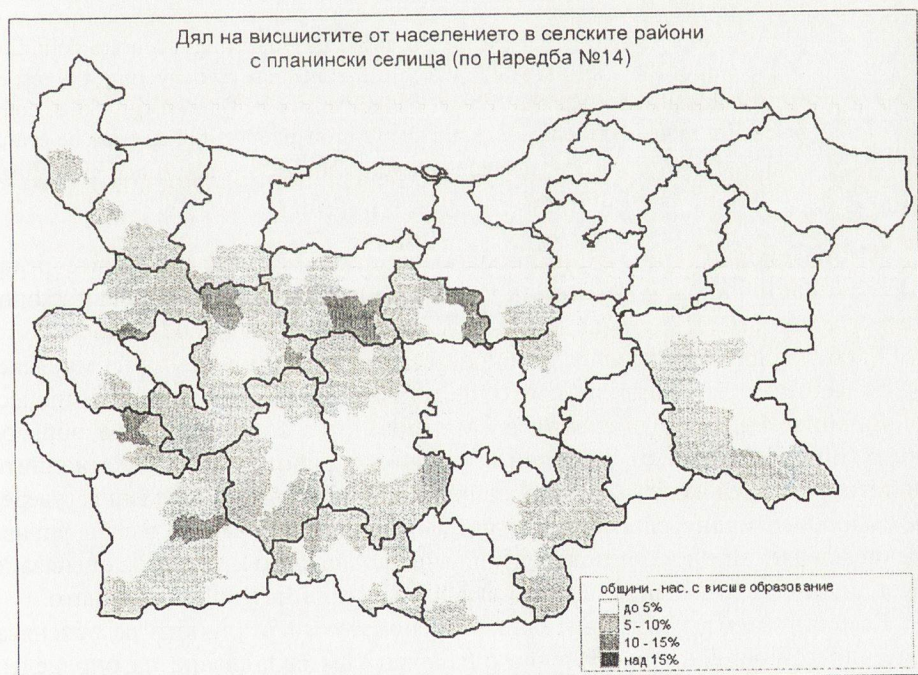 Дял на висшистите от населението в селските райони
с планински селища (по Наредба №14)
общини - нас. с висше образование
до 5%
5 - 10%
10 - 15%
над 15%